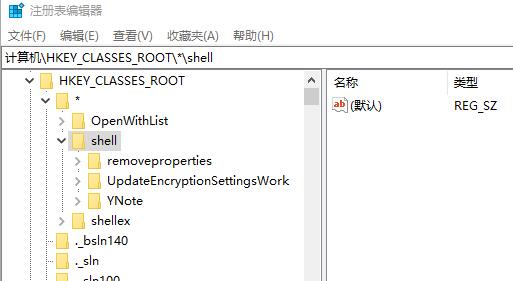 注册表编辑器
文件(F) 编辑(E) 查看(V) 收藏夹(A) 帮助(H)
计算机\HKEY_CLASSES_ROOT\*\shell
HKEY_CLASSES_ROOT
*
OpenWithList
shell
removeproperties
UpdateEncryptionSettingsWork
YNote
shellex
._bsln140
._sln
._sln100
名称 类型
ab (默认) REG_SZ